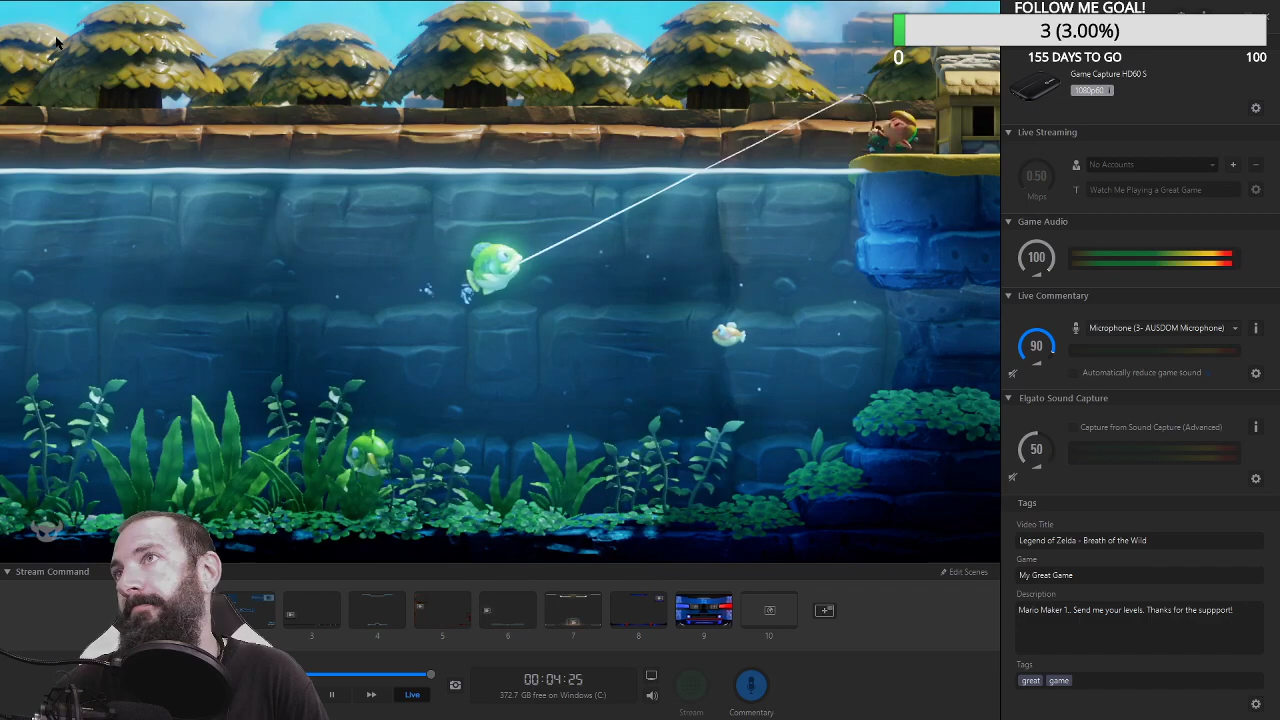 FOLLOW ME GOAL!
3 (3.00%)
0
155 DAYS TO GO
100
Game Capture HD60 S
1080p60 i
Live Streaming
0:50
Mbps
No Accounts
T
Watch Me Playing a Great Game
Game Audio
100
Live Commentary
90
Microphone (3- AUSDOM Microphone)
Automatically reduce game sound
Elgato Sound Capture
50
Capture from Sound Capture (Advanced)
Tags
Video Title
Legend of Zelda - Breath of the Wild
Game
My Great Game
Description
Mario Maker 1.. Send me your levels. Thanks for the suppport!
Tags
great
game
Stream Command
Edit Scenes
3
4
5
6
7
8
9
10
Live
00:04:25
372.7 GB free on Windows (C:)
Stream
Commentary